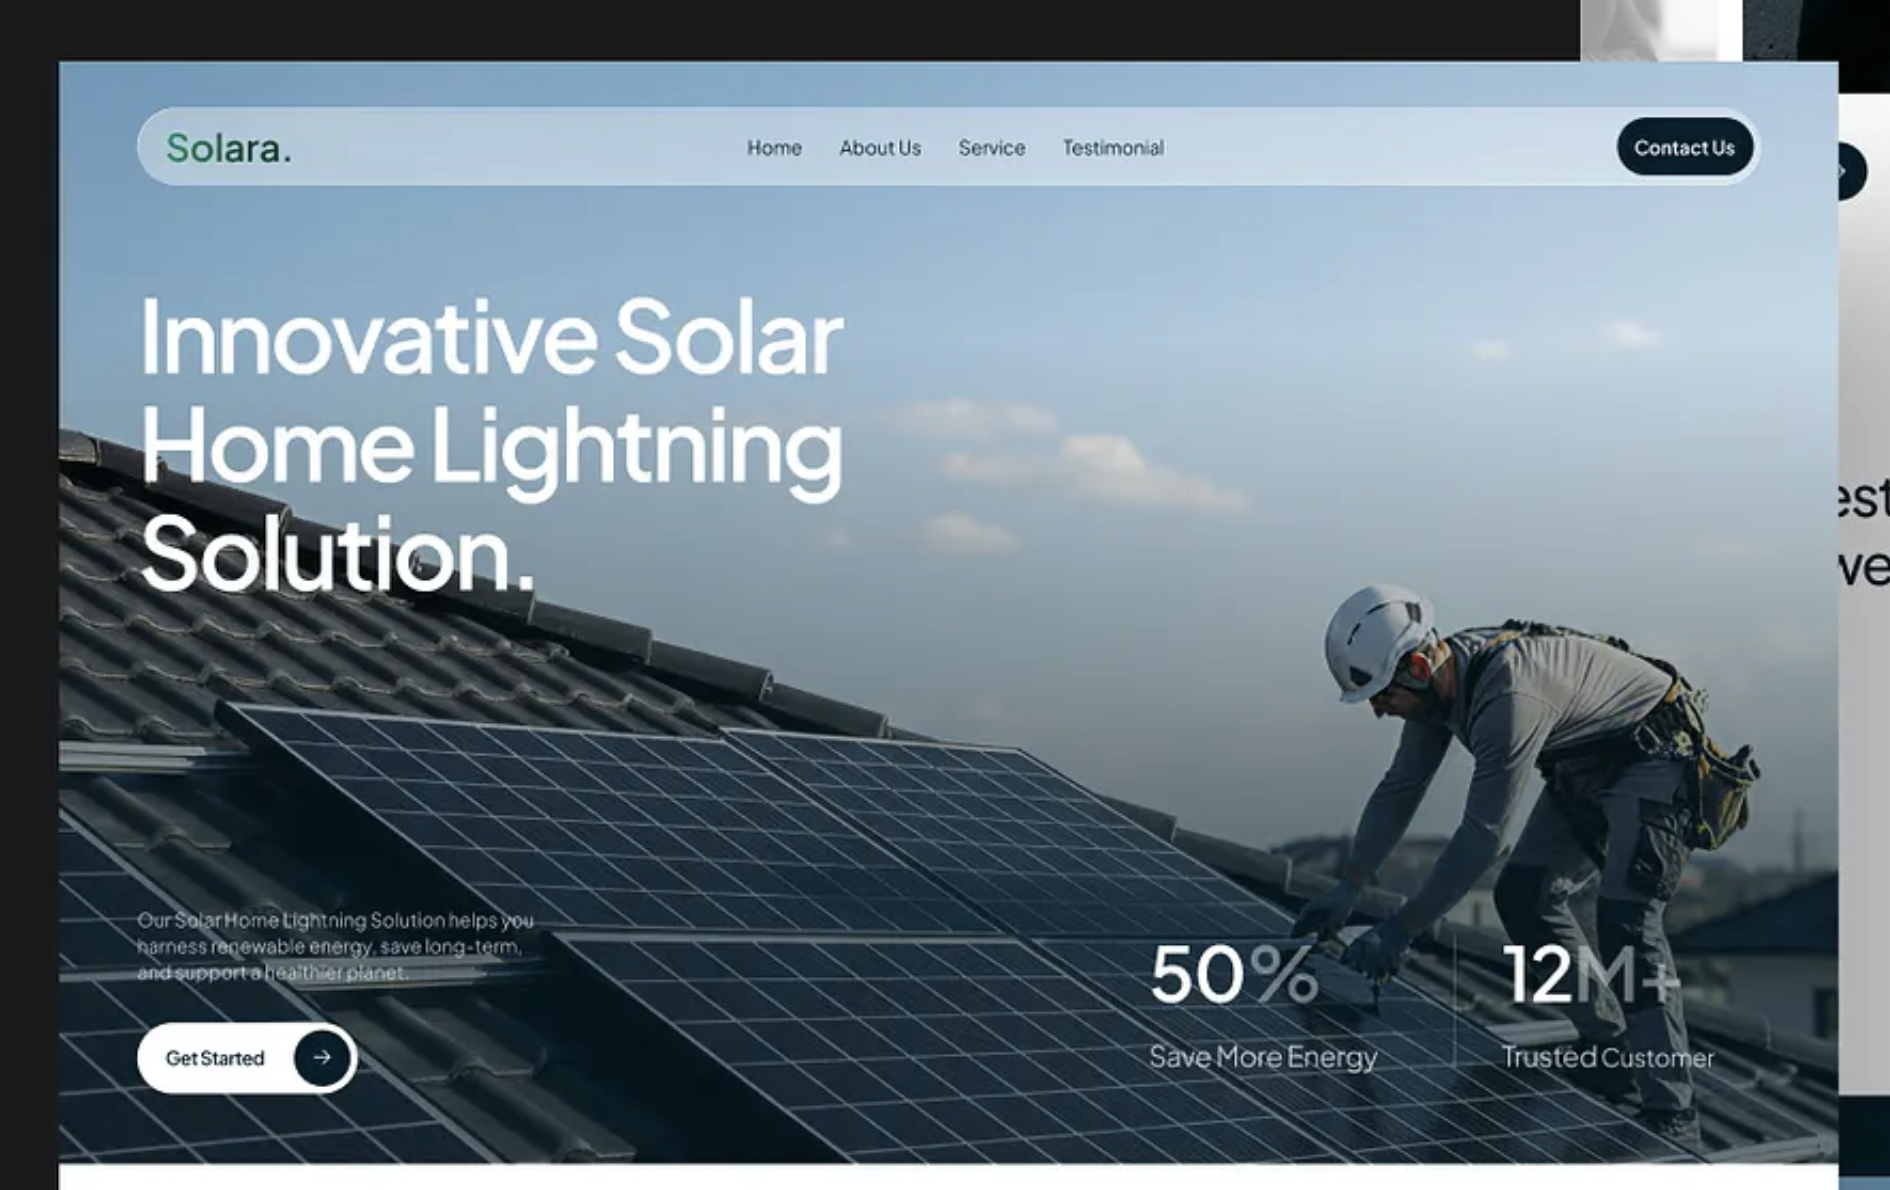 Solara.
Home
About Us
Service
Testimonial
Contact Us
Innovative Solar
Home Lightning
Solution.
Our Solar Home Lightning Solution helps you
harness renewable energy, save long-term,
and support a healthier planet.
Get Started
50%
Save More Energy
12M+
Trusted Customer